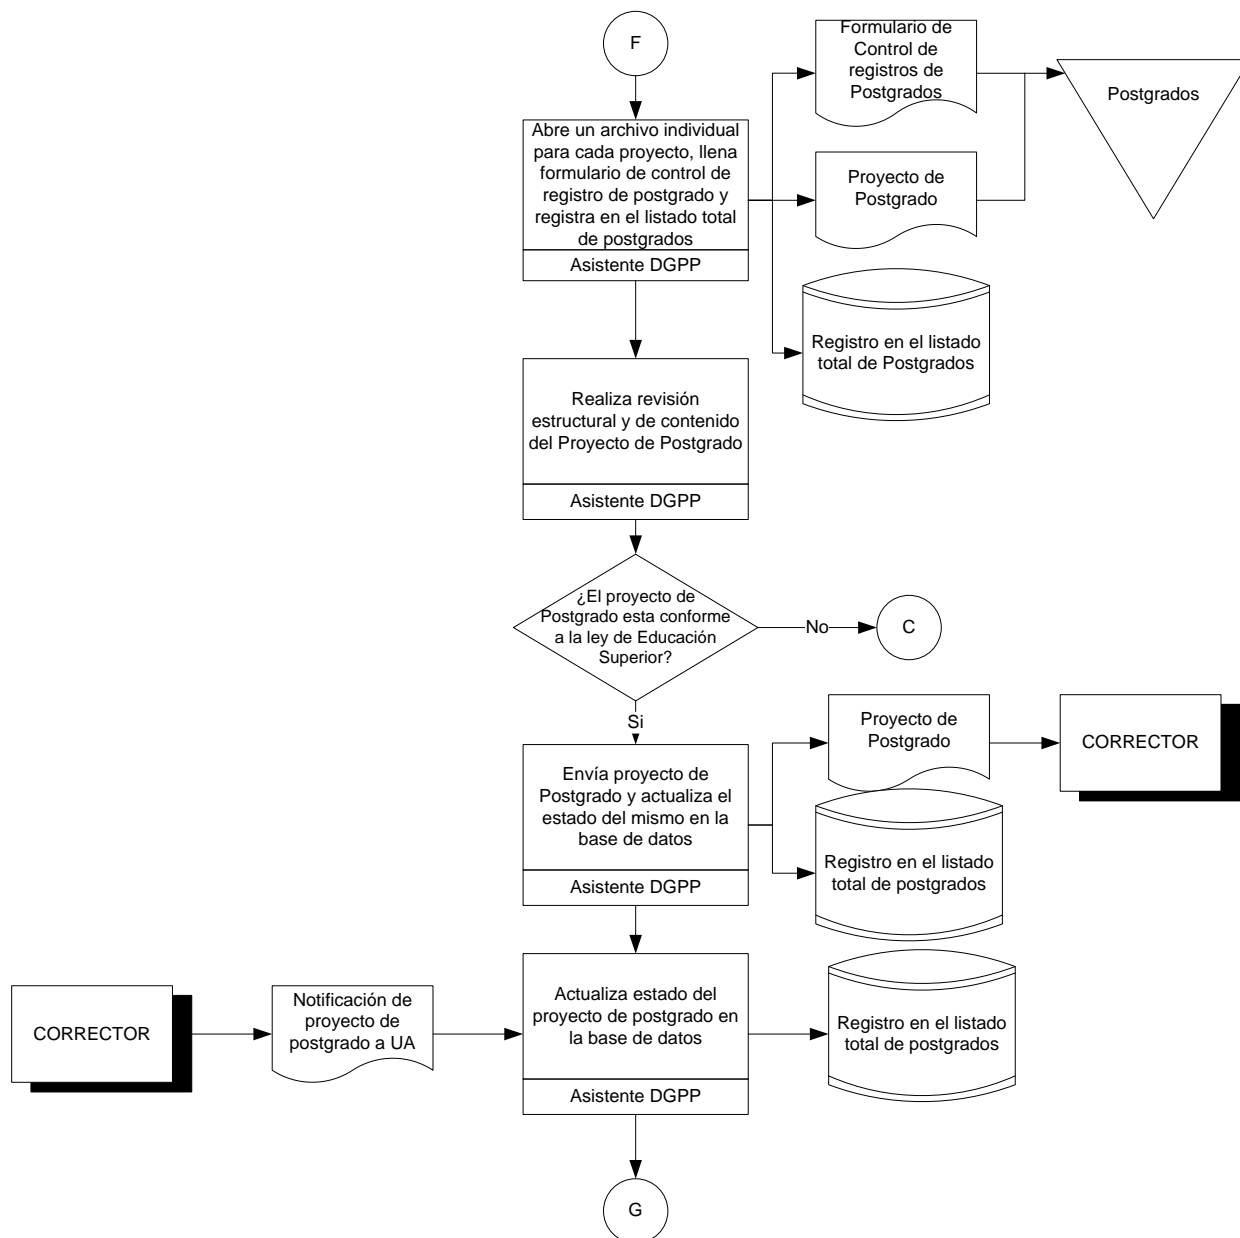 F
Formulario de
Control de
registros de
Postgrados
Postgrados
Abre un archivo individual
para cada proyecto, llena
formulario de control de
registro de postgrado y
registra en el listado total
de postgrados
Asistente DGPP
Proyecto de
Postgrado
Registro en el listado
total de Postgrados
Realiza revisión
estructural y de contenido
del Proyecto de Postgrado
Asistente DGPP
¿El proyecto de
Postgrado esta conforme
a la ley de Educación
Superior?
No
C
Si
Envía proyecto de
Postgrado y actualiza el
estado del mismo en la
base de datos
Asistente DGPP
Proyecto de
Postgrado
CORRECTOR
Registro en el listado
total de postgrados
CORRECTOR
Notificación de
proyecto de
postgrado a UA
Actualiza estado del
proyecto de postgrado en
la base de datos
Asistente DGPP
Registro en el listado
total de postgrados
G